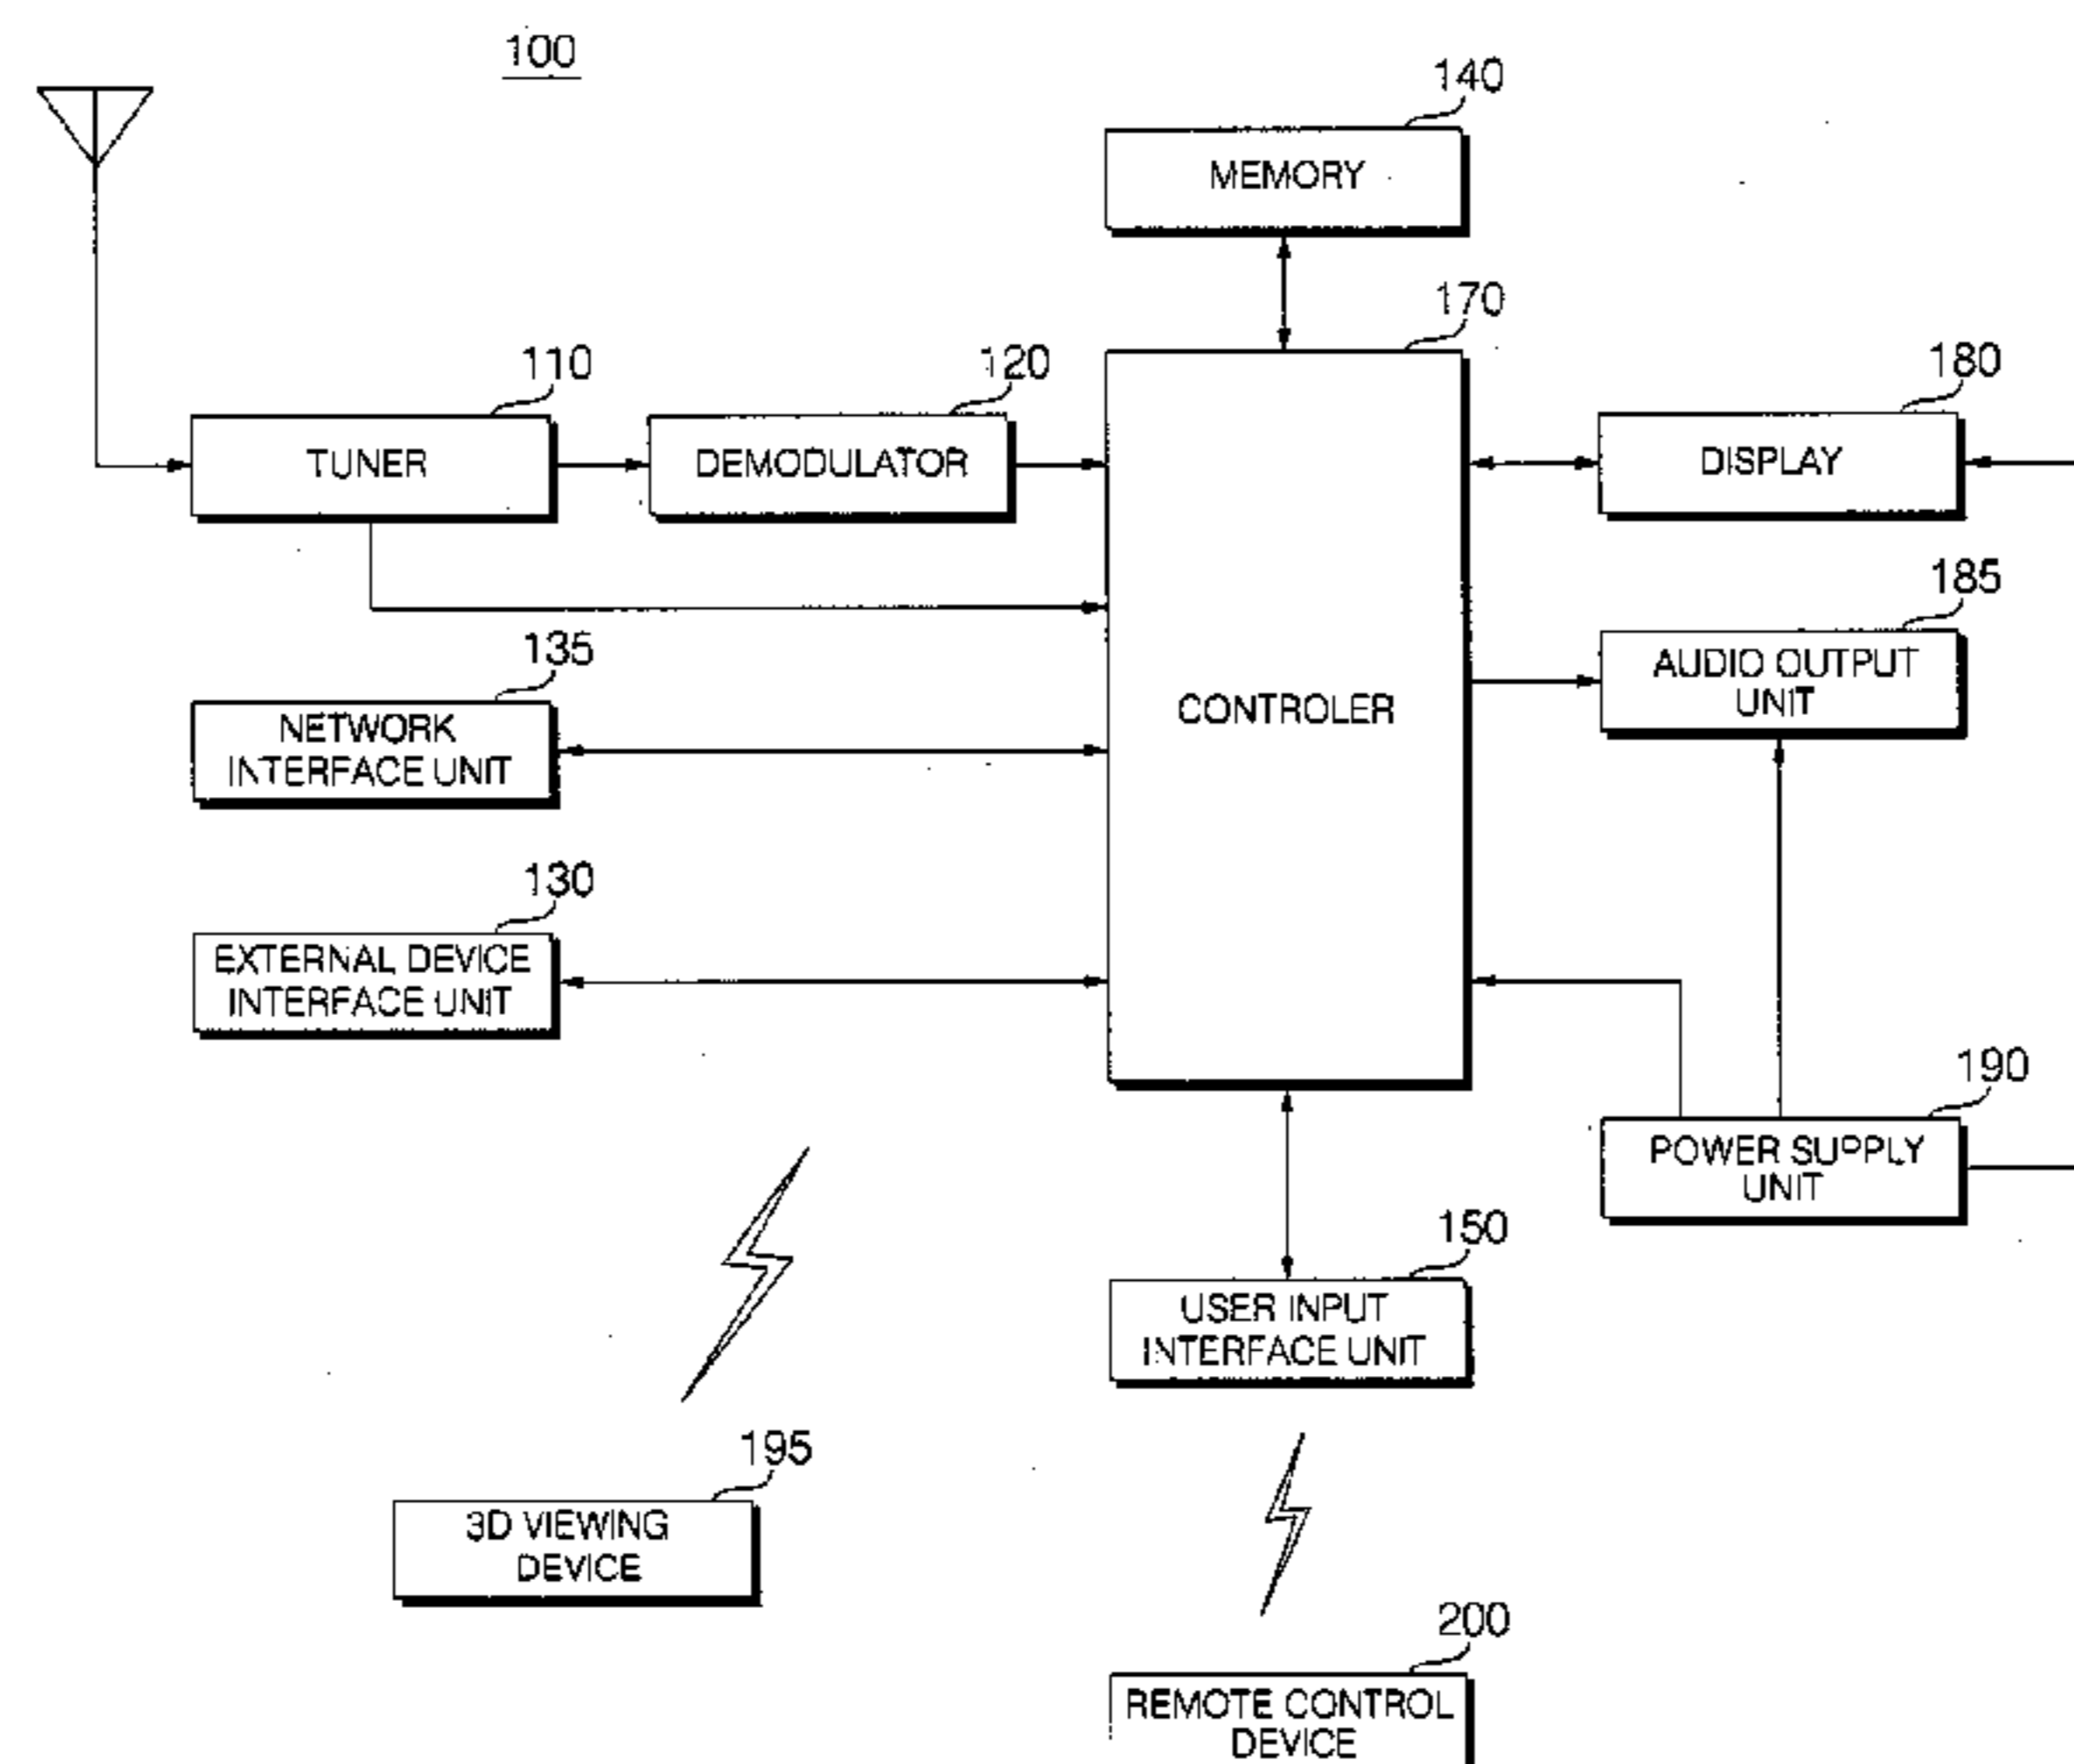 100
140
MEMORY
170
110
120
180
TUNER
DEMODULATOR
DISPLAY
185
135
AUDIO OUTPUT
UNIT
NETWORK
INTERFACE UNIT
CONTROLER
130
EXTERNAL DEVICE
INTERFACE UNIT
190
POWER SUPPLY
UNIT
150
USER INPUT
INTERFACE UNIT
195
3D VIEWING
DEVICE
200
REMOTE CONTROL
DEVICE